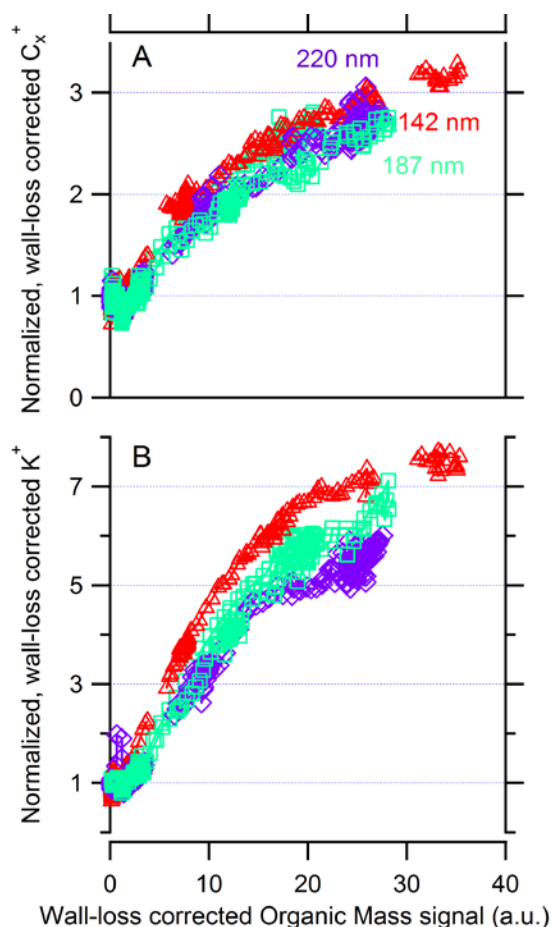 A
220 nm
142 nm
187 nm
3
2
1
0
Normalized, wall-loss corrected Cₓ⁺
B
7
5
3
1
Normalized, wall-loss corrected K⁺
0 10 20 30 40
Wall-loss corrected Organic Mass signal (a.u.)